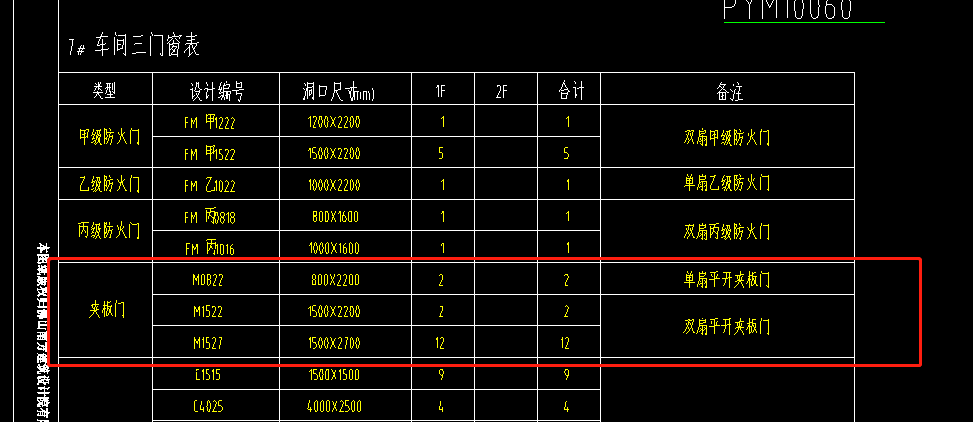 PYM10060
7# 车间三门窗表
类型 设计编号 洞口尺寸(mm) 1F 2F 合计 备注
甲级防火门 FM 甲1222 1200X2200 1 1 双扇甲级防火门
FM 甲1522 1500X2200 5 5
乙级防火门 FM 乙1022 1000X2200 1 1 单扇乙级防火门
丙级防火门 FM 丙0818 800X1600 1 1 双扇丙级防火门
FM 丙1016 1000X1600 1 1
夹板门 M0822 800X2200 2 2 单扇平开夹板门
M1522 1500X2200 2 2 双扇平开夹板门
M1527 1500X2700 12 12
C1515 1500X1500 9 9
C4025 4000X2500 4 4